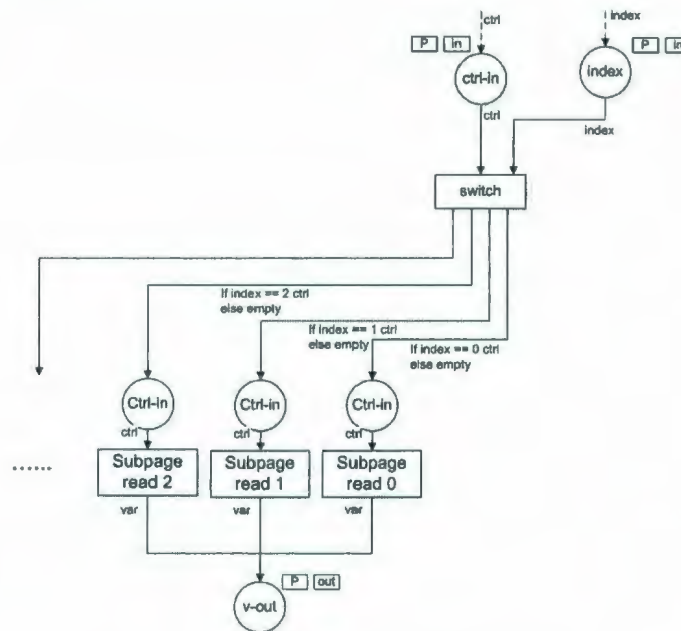 ctrl
index
P in
P in
ctrl-in
index
ctrl
index
switch
If index == 2 ctrl
else empty
If index == 1 ctrl
else empty
If index == 0 ctrl
else empty
Ctrl-in
Ctrl-in
Ctrl-in
ctrl
ctrl
ctrl
......
Subpage
read 2
Subpage
read 1
Subpage
read 0
var
var
var
P out
v-out